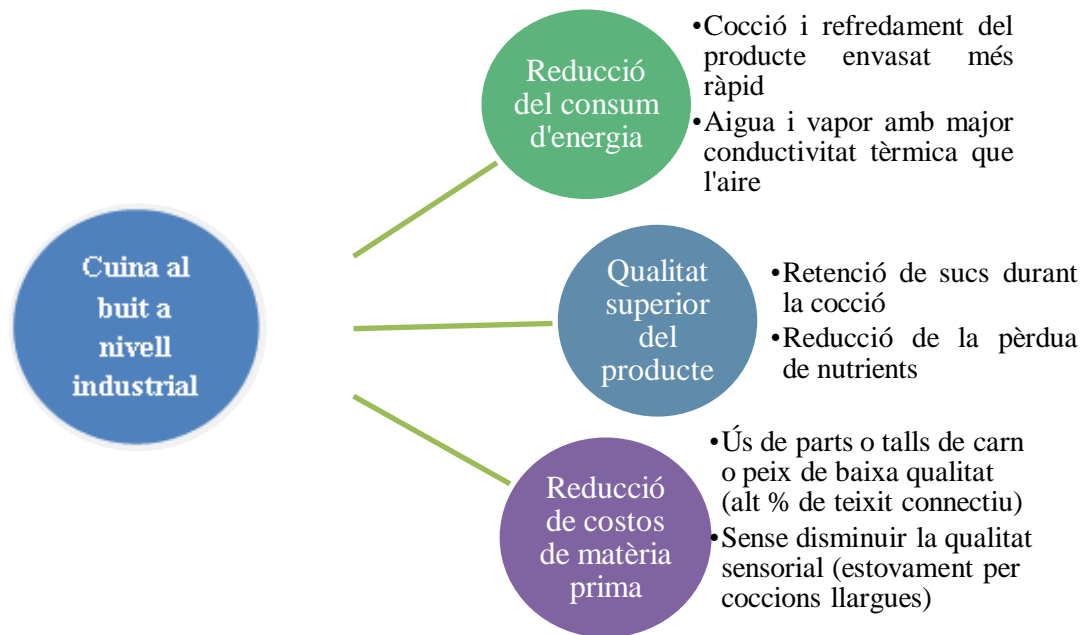 Cuina al
buit a
nivell
industrial
Reducció
del consum
d'energia
•Cocció i refredament del
producte envasat més
ràpid
•Aigua i vapor amb major
conductivitat tèrmica que
l'aire
Qualitat
superior
del
producte
•Retenció de sucs durant
la cocció
•Reducció de la pèrdua
de nutrients
Reducció
de costos
de matèria
prima
•Ús de parts o talls de carn
o peix de baixa qualitat
(alt % de teixit connectiu)
•Sense disminuir la qualitat
sensorial (estovament per
coccions llargues)